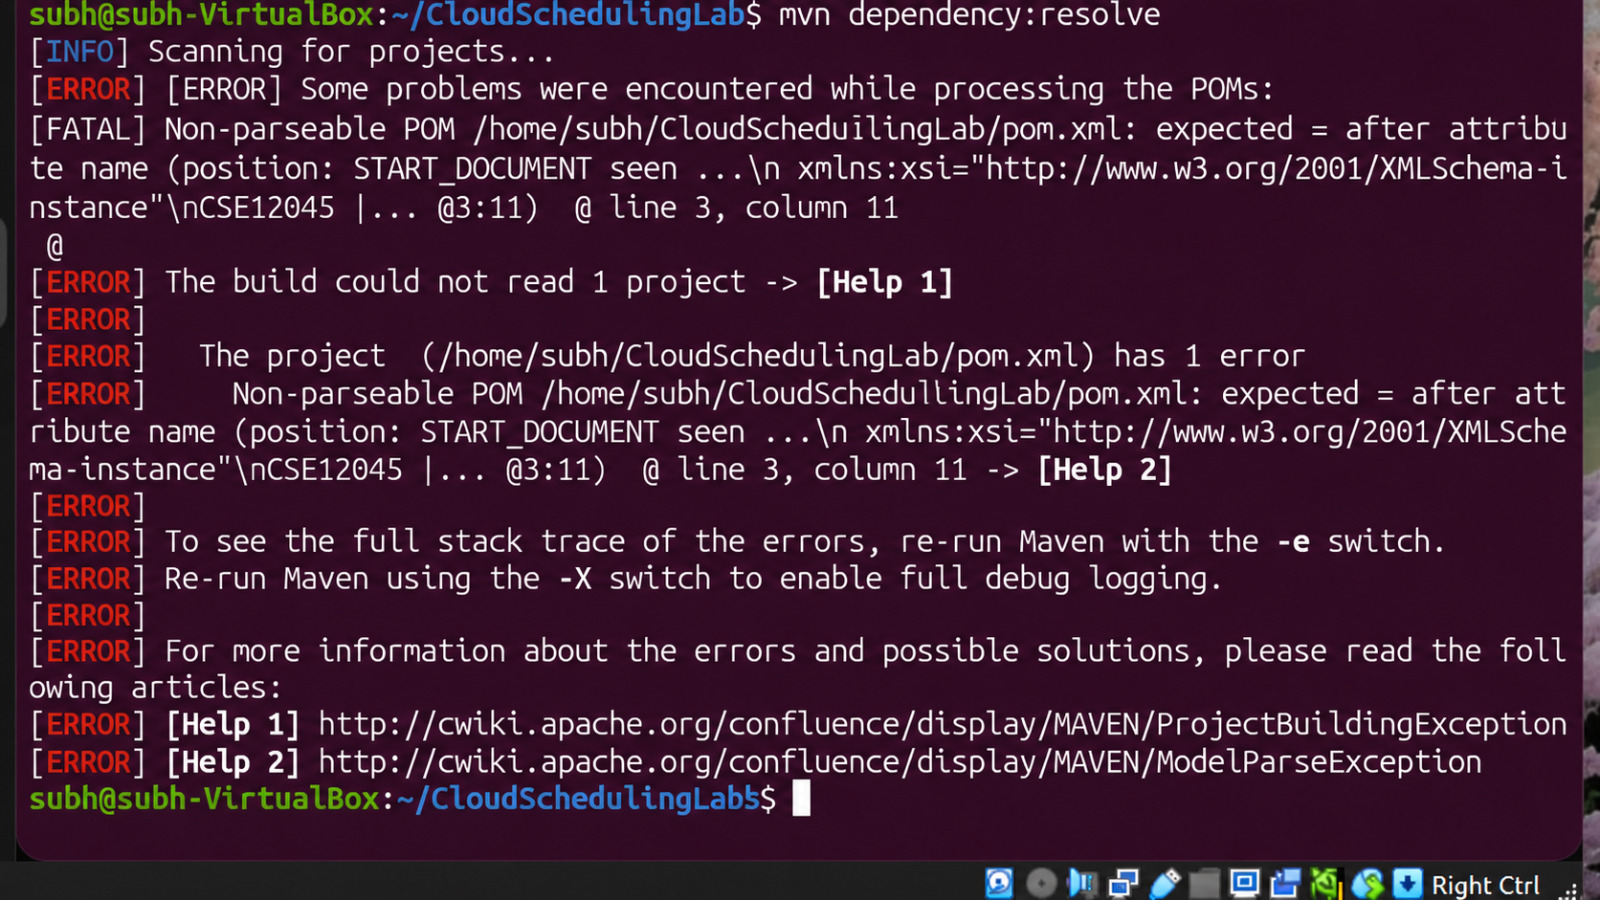 subh@subh-VirtualBox:~/CloudSchedulingLab$ mvn dependency:resolve
[INFO] Scanning for projects...
[ERROR] [ERROR] Some problems were encountered while processing the POMs:
[FATAL] Non-parseable POM /home/subh/CloudScheduilingLab/pom.xml: expected = after attribu
te name (position: START_DOCUMENT seen ...\n xmlns:xsi="http://www.w3.org/2001/XMLSchema-i
nstance"\nCSE12045 |... @3:11)  @ line 3, column 11
 @
[ERROR] The build could not read 1 project -> [Help 1]
[ERROR]
[ERROR]   The project  (/home/subh/CloudSchedulingLab/pom.xml) has 1 error
[ERROR]     Non-parseable POM /home/subh/CloudSchedullingLab/pom.xml: expected = after att
ribute name (position: START_DOCUMENT seen ...\n xmlns:xsi="http://www.w3.org/2001/XMLSche
ma-instance"\nCSE12045 |... @3:11)  @ line 3, column 11 -> [Help 2]
[ERROR]
[ERROR] To see the full stack trace of the errors, re-run Maven with the -e switch.
[ERROR] Re-run Maven using the -X switch to enable full debug logging.
[ERROR]
[ERROR] For more information about the errors and possible solutions, please read the foll
owing articles:
[ERROR] [Help 1] http://cwiki.apache.org/confluence/display/MAVEN/ProjectBuildingException
[ERROR] [Help 2] http://cwiki.apache.org/confluence/display/MAVEN/ModelParseException
subh@subh-VirtualBox:~/CloudSchedulingLab$
Right Ctrl